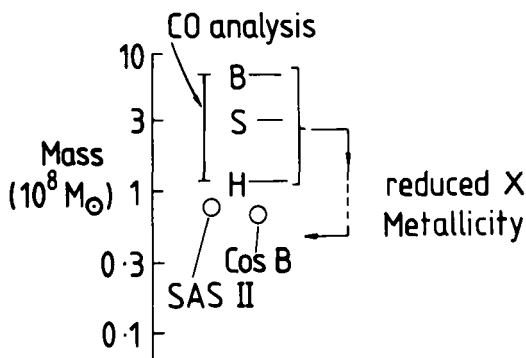 CO analysis
10
3
1
0·3
0·1
Mass
(10⁸ M⊙)
B
S
H
reduced X
Metallicity
Cos B
SAS II